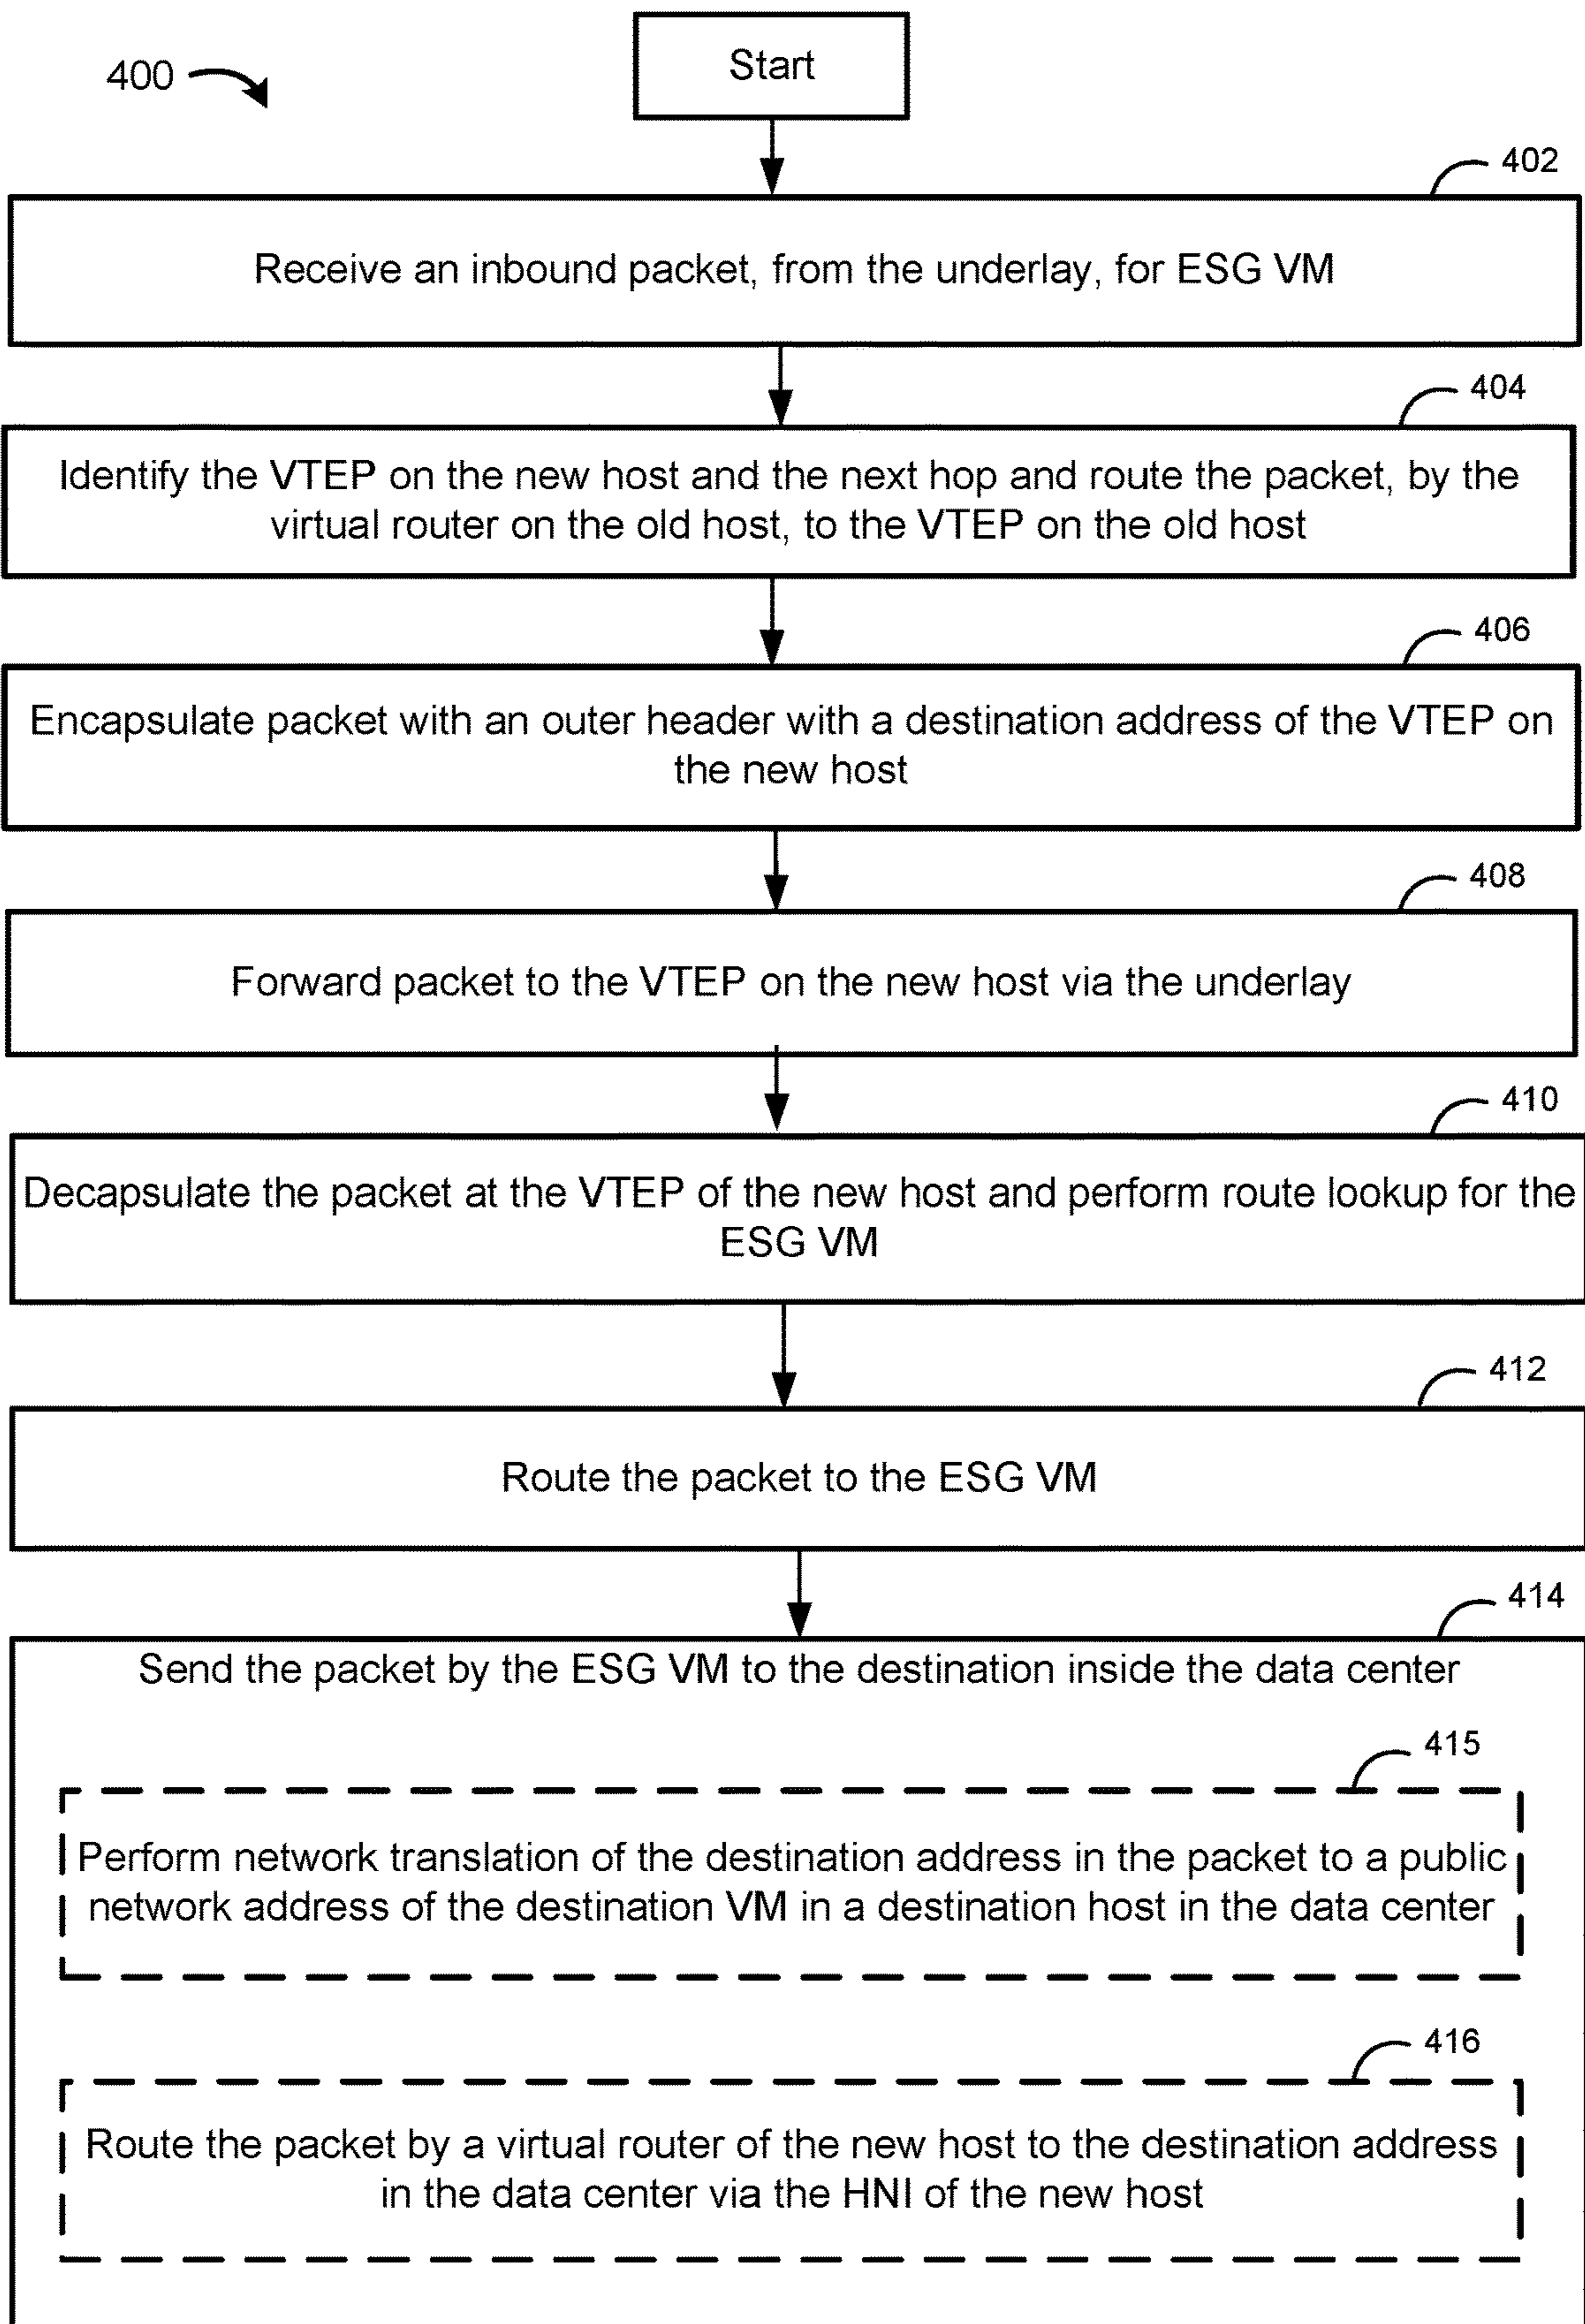 400
Start
402
Receive an inbound packet, from the underlay, for ESG VM
404
Identify the VTEP on the new host and the next hop and route the packet, by the
virtual router on the old host, to the VTEP on the old host
406
Encapsulate packet with an outer header with a destination address of the VTEP on
the new host
408
Forward packet to the VTEP on the new host via the underlay
410
Decapsulate the packet at the VTEP of the new host and perform route lookup for the
ESG VM
412
Route the packet to the ESG VM
414
Send the packet by the ESG VM to the destination inside the data center
415
Perform network translation of the destination address in the packet to a public
network address of the destination VM in a destination host in the data center
416
Route the packet by a virtual router of the new host to the destination address
in the data center via the HNI of the new host